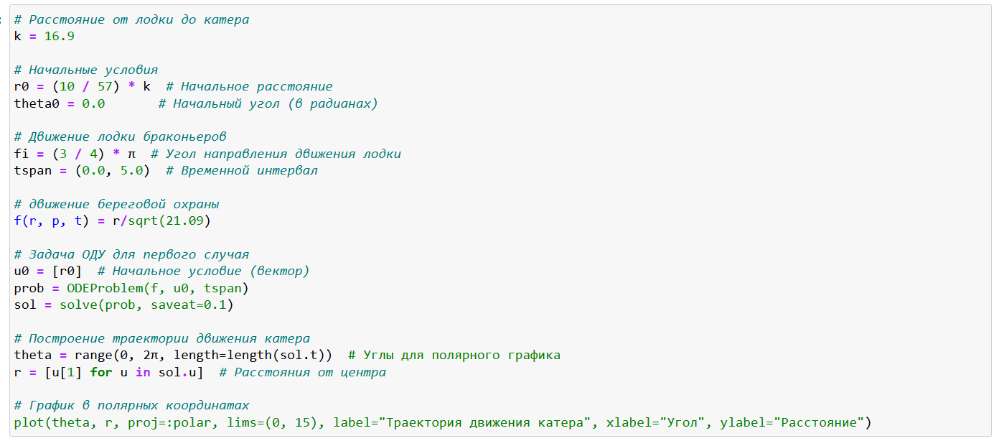 # Расстояние от лодки до катера
k = 16.9
# Начальные условия
r0 = (10 / 57) * k  # Начальное расстояние
theta0 = 0.0       # Начальный угол (в радианах)
# Движение лодки браконьеров
fi = (3 / 4) * π  # Угол направления движения лодки
tspan = (0.0, 5.0)  # Временной интервал
# движение береговой охраны
f(r, p, t) = r/sqrt(21.09)
# Задача ОДУ для первого случая
u0 = [r0]  # Начальное условие (вектор)
prob = ODEProblem(f, u0, tspan)
sol = solve(prob, saveat=0.1)
# Построение траектории движения катера
theta = range(0, 2π, length=length(sol.t))  # Углы для полярного графика
r = [u[1] for u in sol.u]  # Расстояния от центра
# График в полярных координатах
plot(theta, r, proj=:polar, lims=(0, 15), label="Траектория движения катера", xlabel="Угол", ylabel="Расстояние")